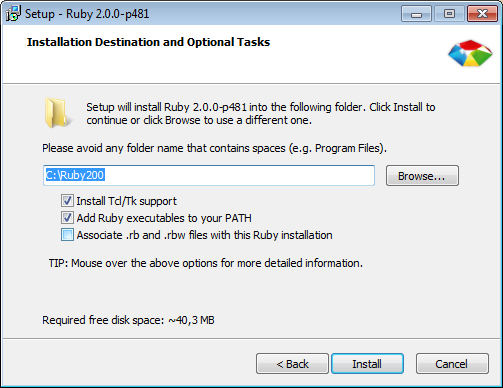 Setup - Ruby 2.0.0-p481
Installation Destination and Optional Tasks
Setup will install Ruby 2.0.0-p481 into the following folder. Click Install to
continue or click Browse to use a different one.
Please avoid any folder name that contains spaces (e.g. Program Files).
C:\Ruby200
Browse...
Install Tcl/Tk support
Add Ruby executables to your PATH
Associate .rb and .rbw files with this Ruby installation
TIP: Mouse over the above options for more detailed information.
Required free disk space: ~40,3 MB
< Back
Install
Cancel